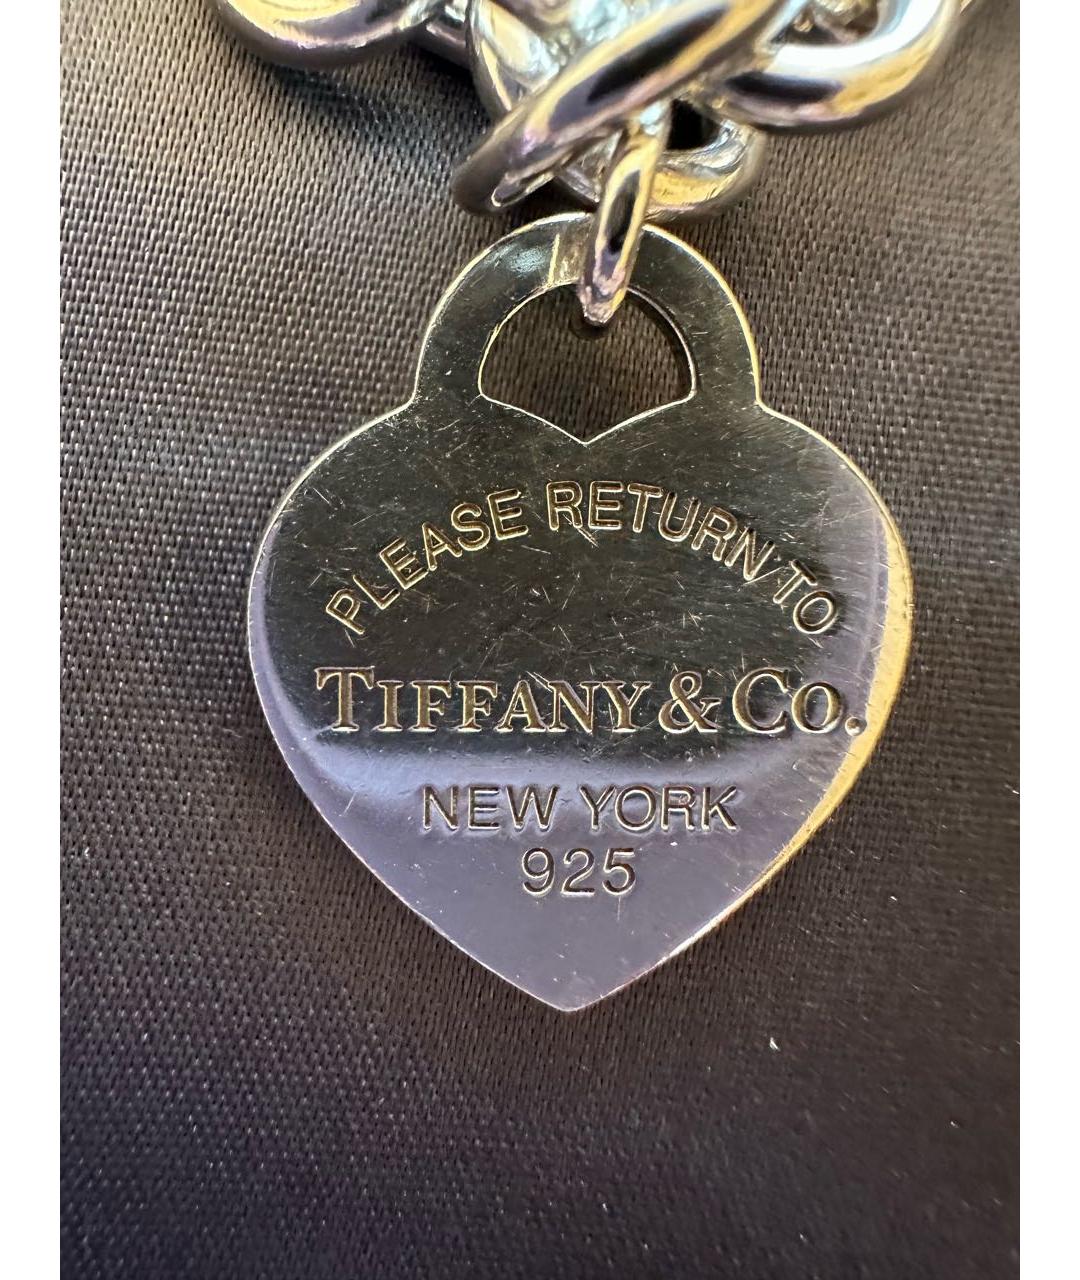 PLEASE RETURN TO
TIFFANY & CO.
NEW YORK
925